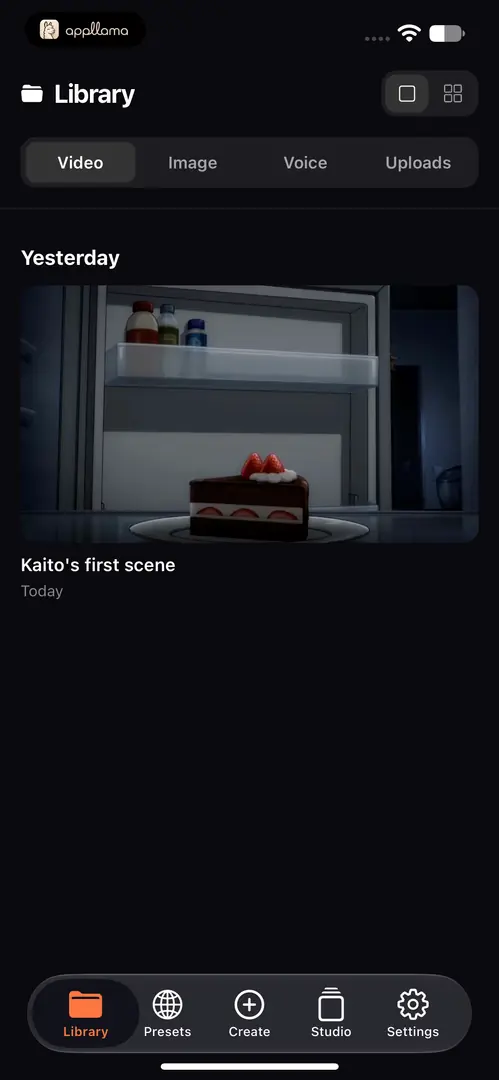 appllama
Library
Video Image Voice Uploads
Yesterday
Kaito's first scene
Today
Library Presets Create Studio Settings